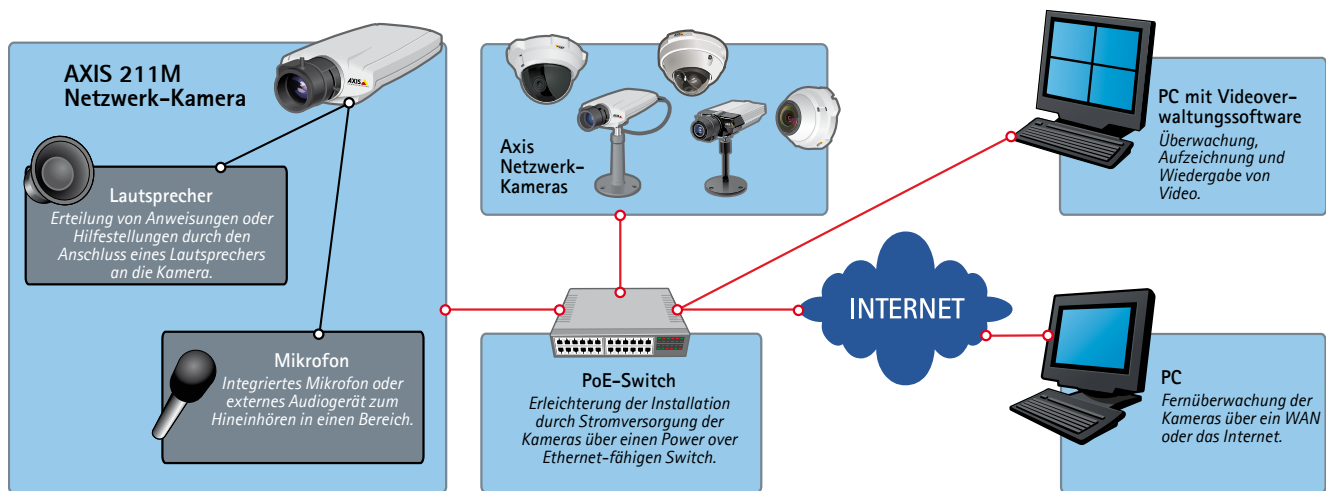 AXIS 211M
Netzwerk-Kamera
AXIS
Lautsprecher
Erteilung von Anweisungen oder
Hilfestellungen durch den
Anschluss eines Lautsprechers
an die Kamera.
Mikrofon
Integriertes Mikrofon oder
externes Audiogerät zum
Hineinhören in einen Bereich.
Axis
Netzwerk-
Kameras
PoE-Switch
Erleichterung der Installation
durch Stromversorgung der
Kameras über einen Power over
Ethernet-fähigen Switch.
INTERNET
PC mit Videover-
waltungssoftware
Überwachung,
Aufzeichnung und
Wiedergabe von
Video.
PC
Fernüberwachung der
Kameras über ein WAN
oder das Internet.